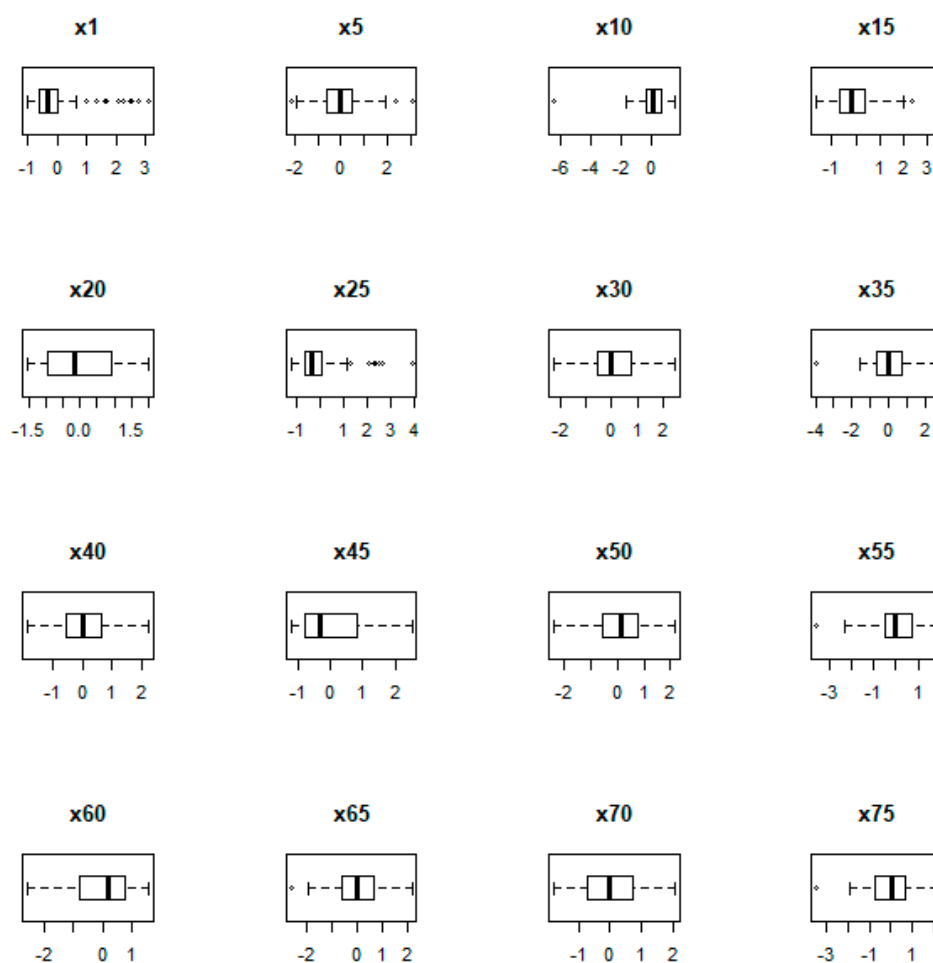 x1 x5 x10 x15
-1 0 1 2 3 -2 0 2 -6 -4 -2 0 -1 1 2 3
x20 x25 x30 x35
-1.5 0.0 1.5 -1 1 2 3 4 -2 0 1 2 -4 -2 0 2
x40 x45 x50 x55
-1 0 1 2 -1 0 1 2 -2 0 1 2 -3 -1 1
x60 x65 x70 x75
-2 0 1 -2 0 1 2 -1 0 1 2 -3 -1 1